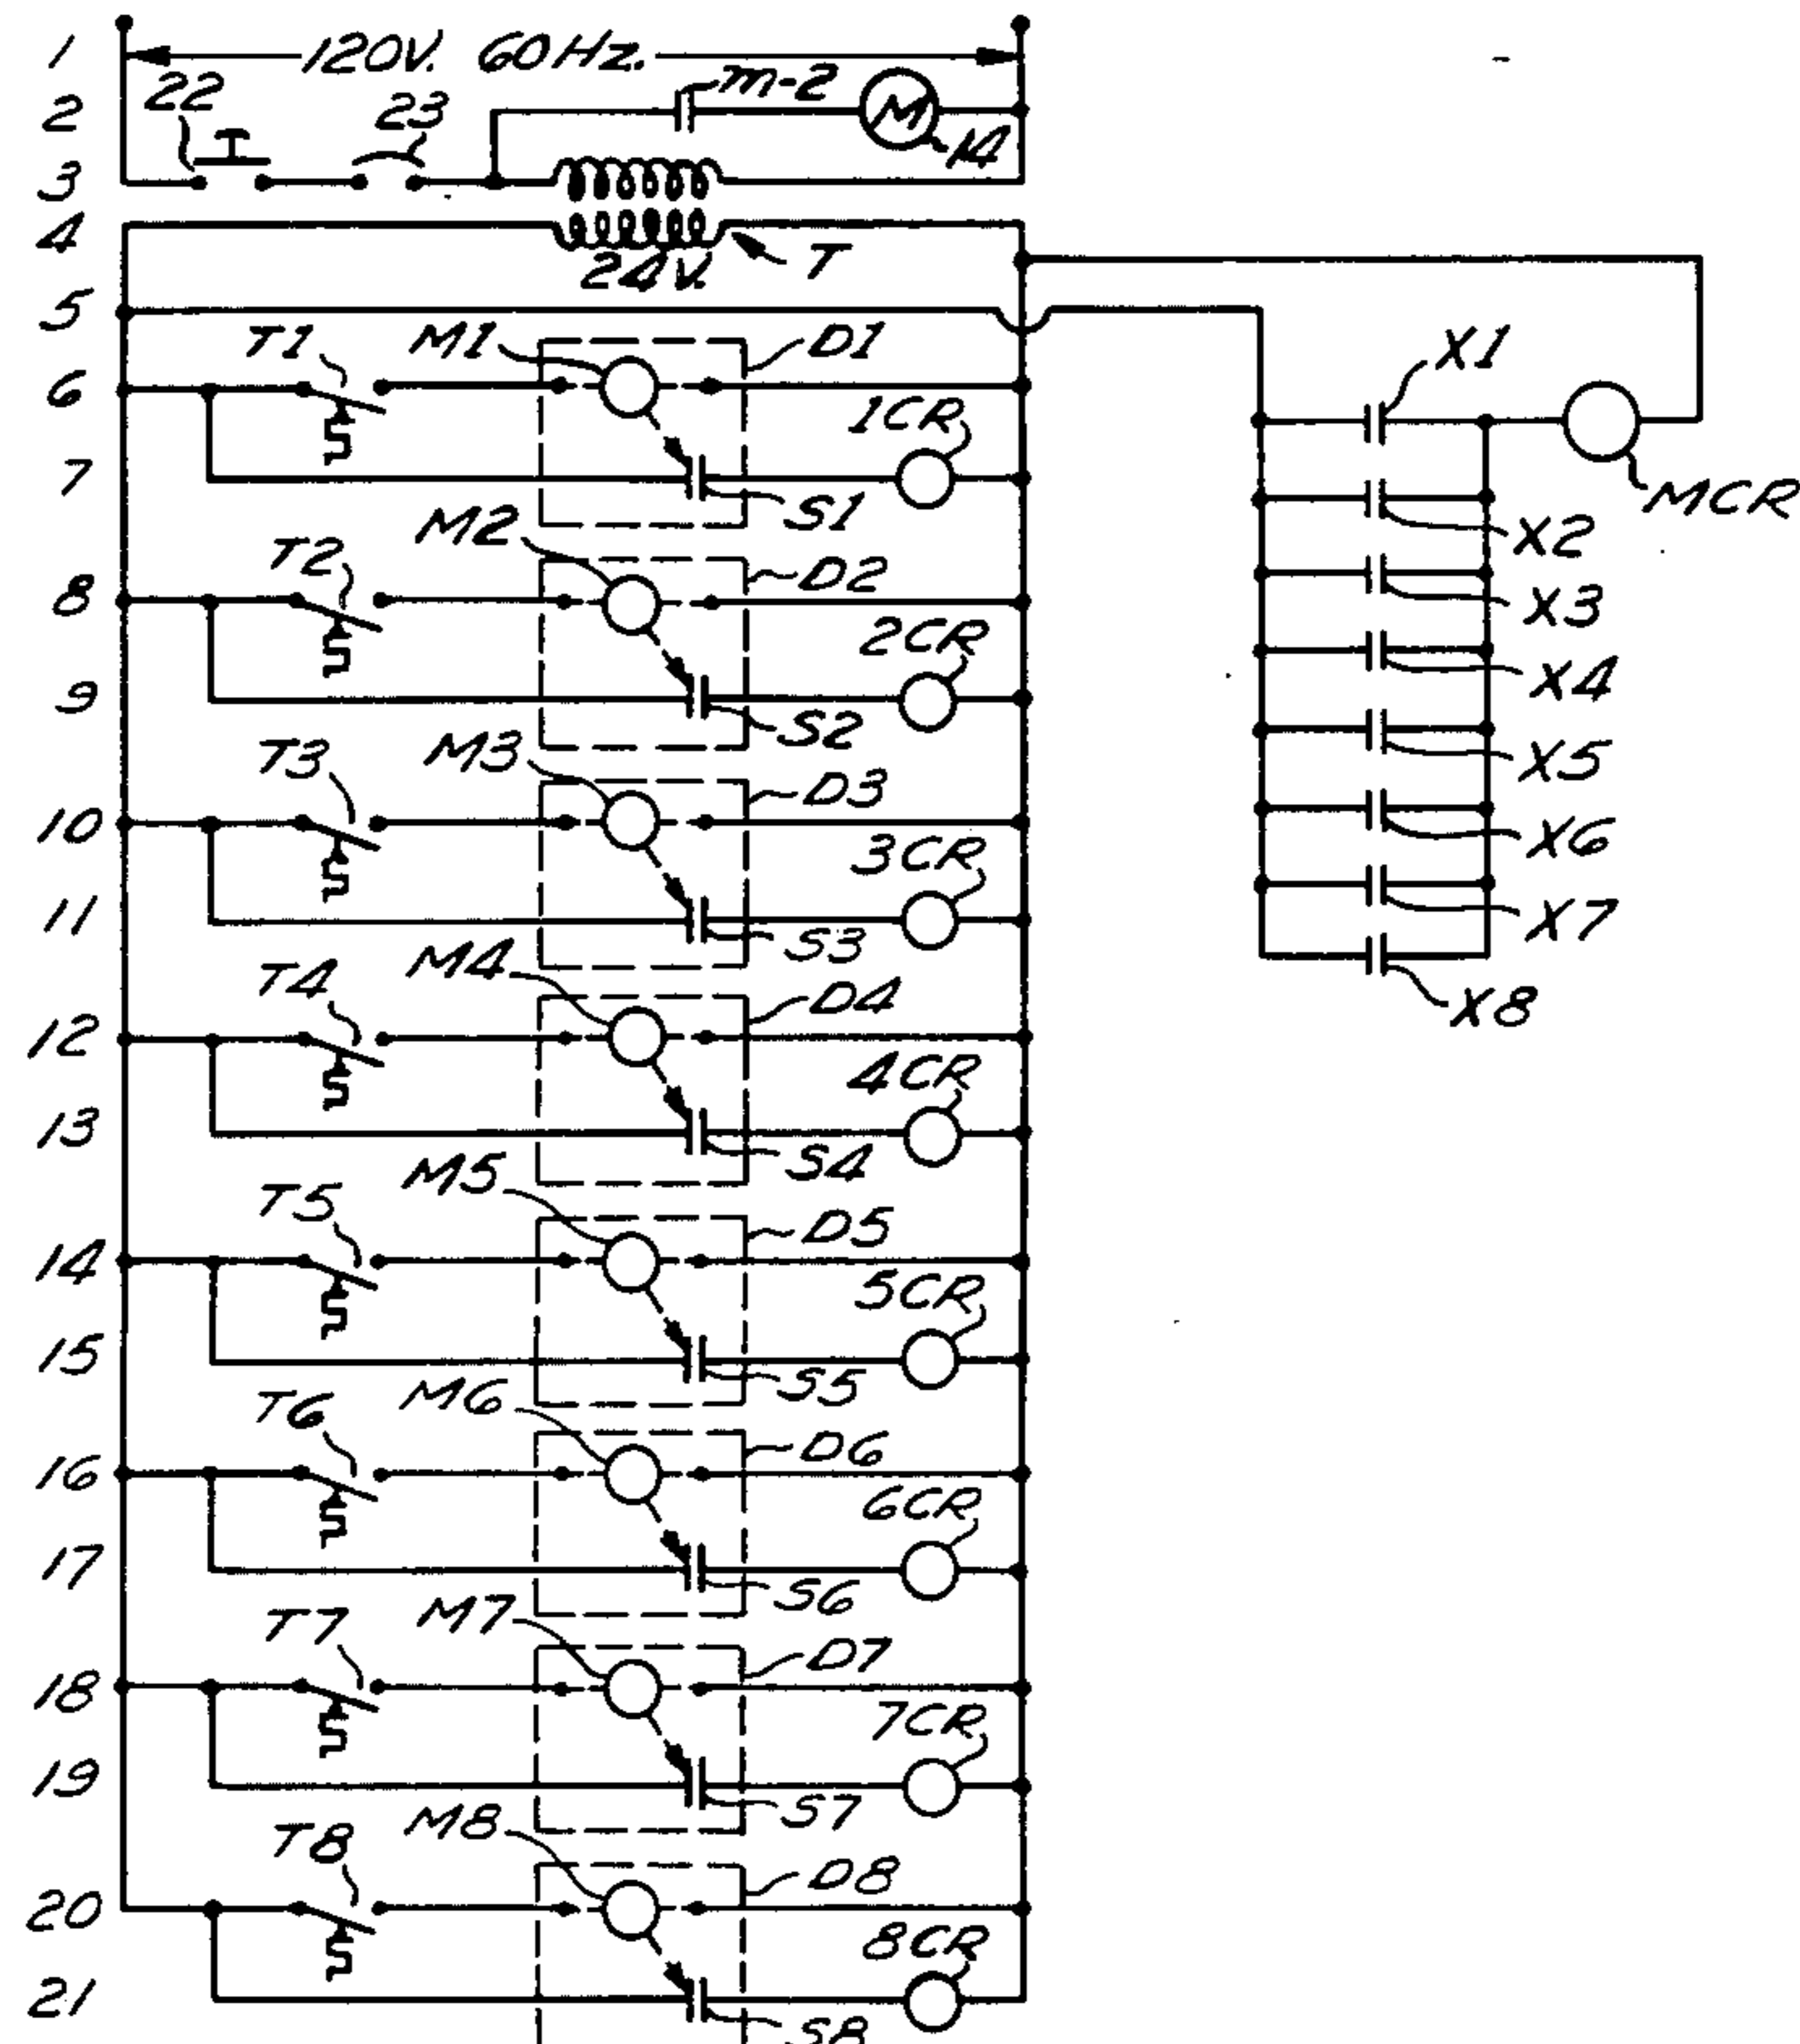 1
120V. 60Hz.
22
2
23
m-2
M
14
3
4
24V.
T
5
T1
M1
D1
X1
6
1CR
7
S1
MCR
M2
X2
T2
D2
8
X3
2CR
9
S2
X4
T3
M3
D3
X5
10
3CR
X6
11
S3
X7
T4
M4
D4
X8
12
4CR
13
S4
M5
T5
D5
14
5CR
15
S5
T6
M6
D6
16
6CR
17
S6
T7
M7
D7
18
7CR
19
S7
M8
T8
D8
20
8CR
21
S8